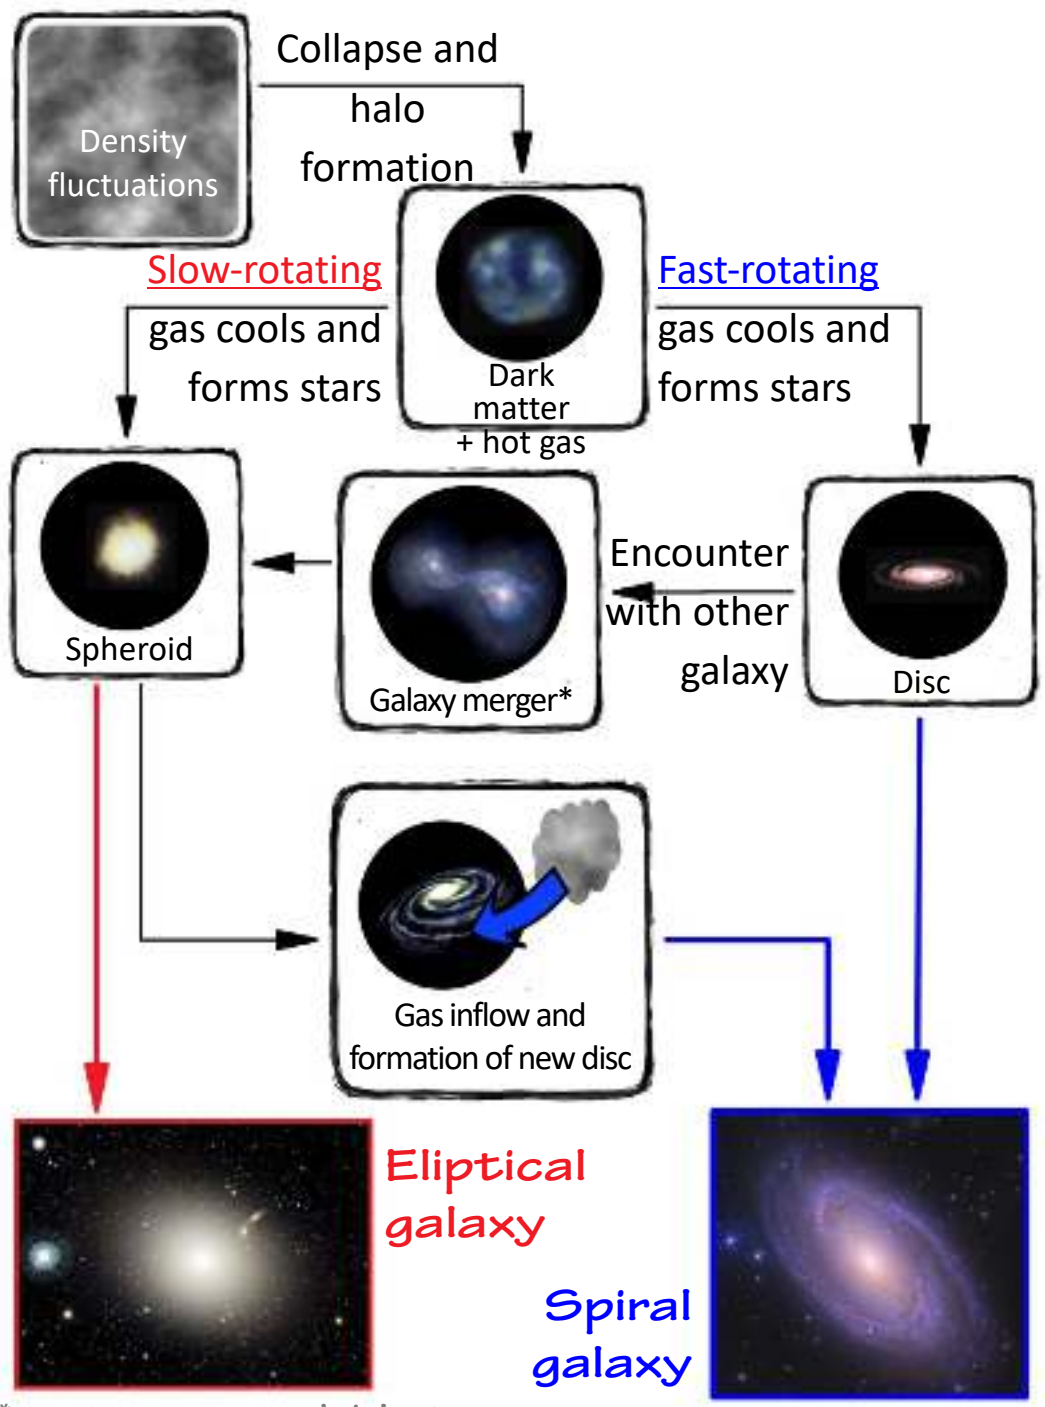 Density
fluctuations
Collapse and
halo
formation
Dark
matter
+ hot gas
Slow-rotating
gas cools and
forms stars
Fast-rotating
gas cools and
forms stars
Spheroid
Galaxy merger*
Encounter
with other
galaxy
Disc
Gas inflow and
formation of new disc
Eliptical
galaxy
Spiral
galaxy
*